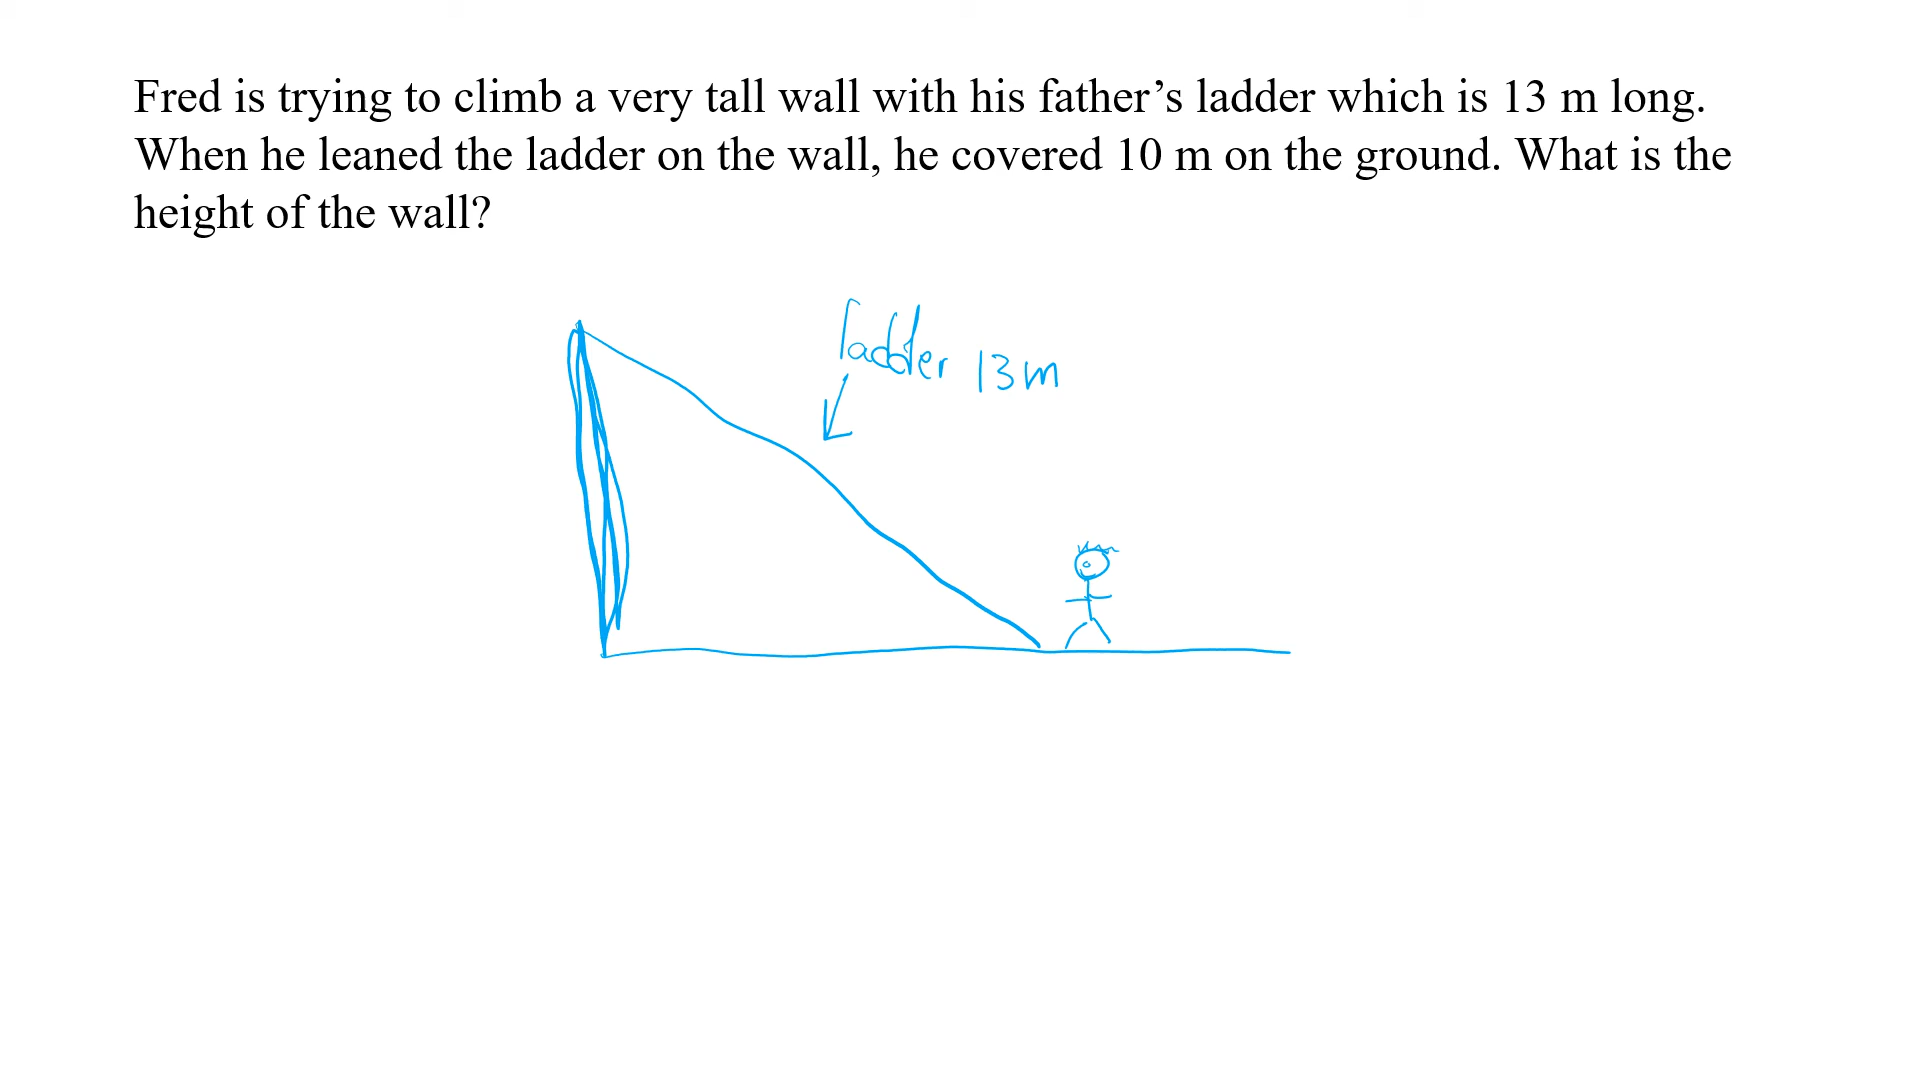 Fred is trying to climb a very tall wall with his father’s ladder which is 13 m long.
When he leaned the ladder on the wall, he covered 10 m on the ground. What is the
height of the wall?
ladder 13m